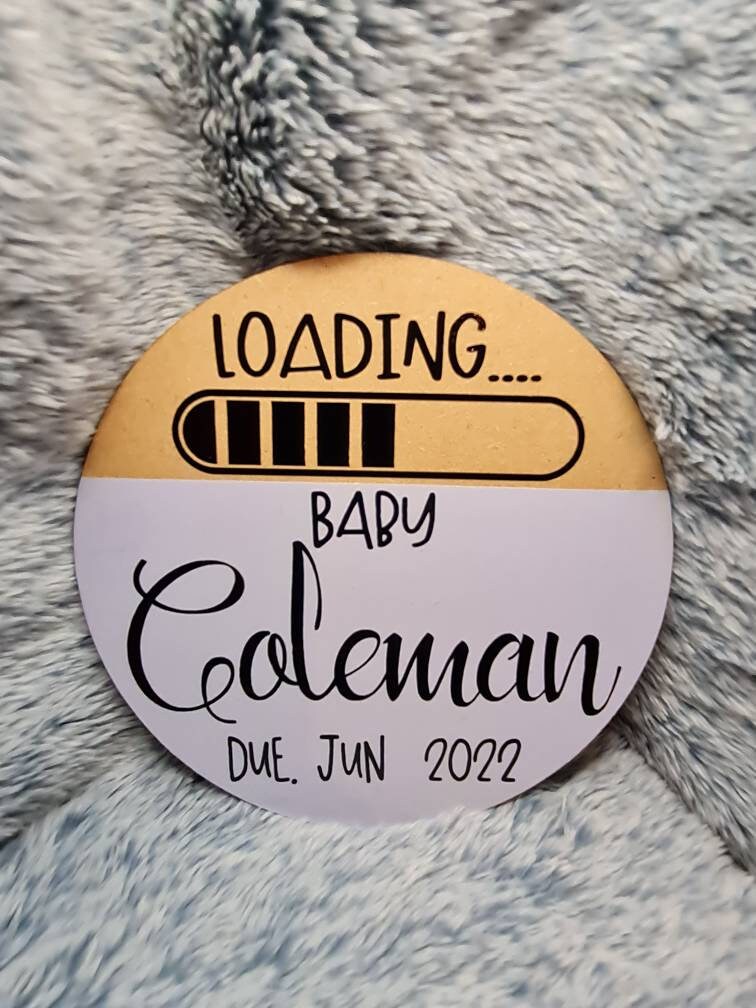 LOADING....
BABY
Coleman
DUE. JUN 2022